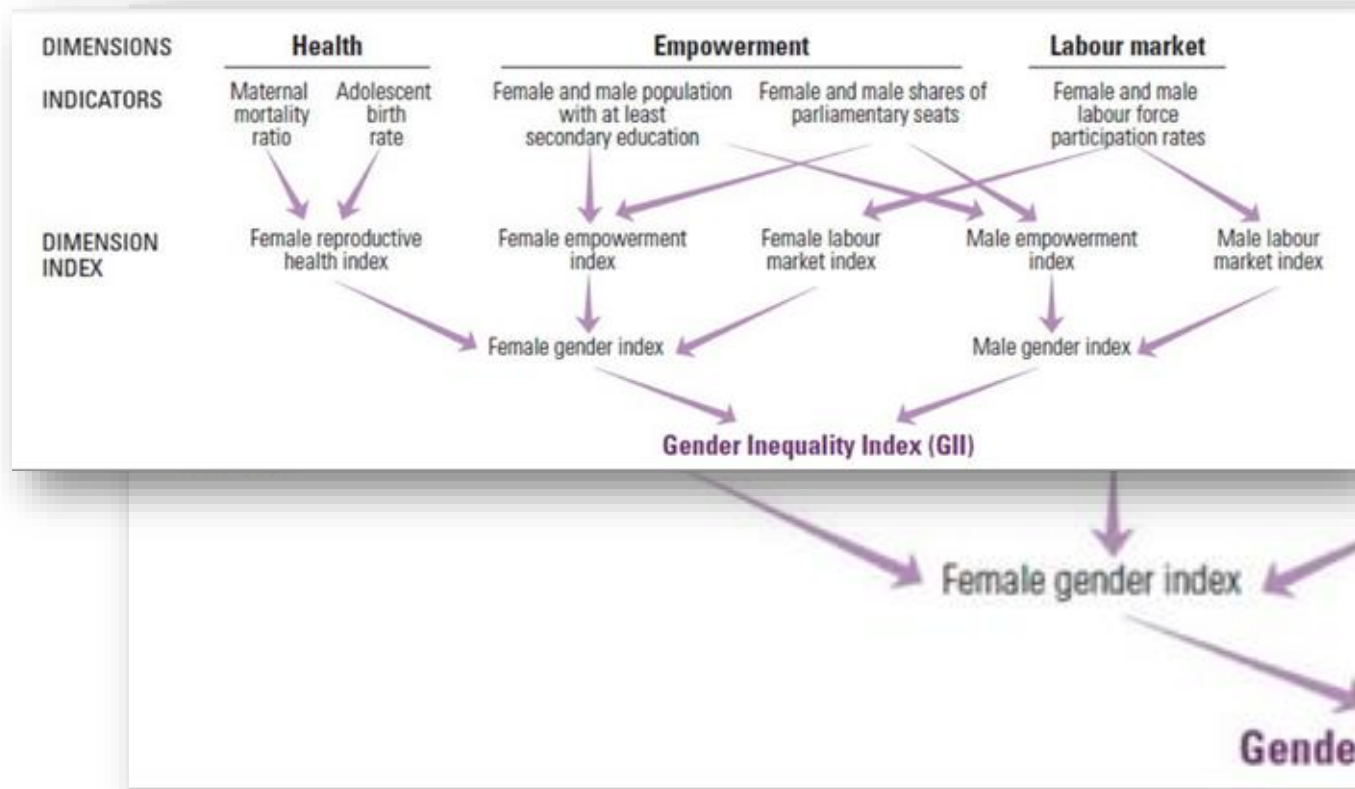 DIMENSIONS Health Empowerment Labour market
INDICATORS
Maternal
mortality
ratio
Adolescent
birth
rate
Female and male population
with at least
secondary education
Female and male shares of
parliamentary seats
Female and male
labour force
participation rates
DIMENSION
INDEX
Female reproductive
health index
Female empowerment
index
Female labour
market index
Male empowerment
index
Male labour
market index
Female gender index
Male gender index
Gender Inequality Index (GII)
Female gender index
Gende